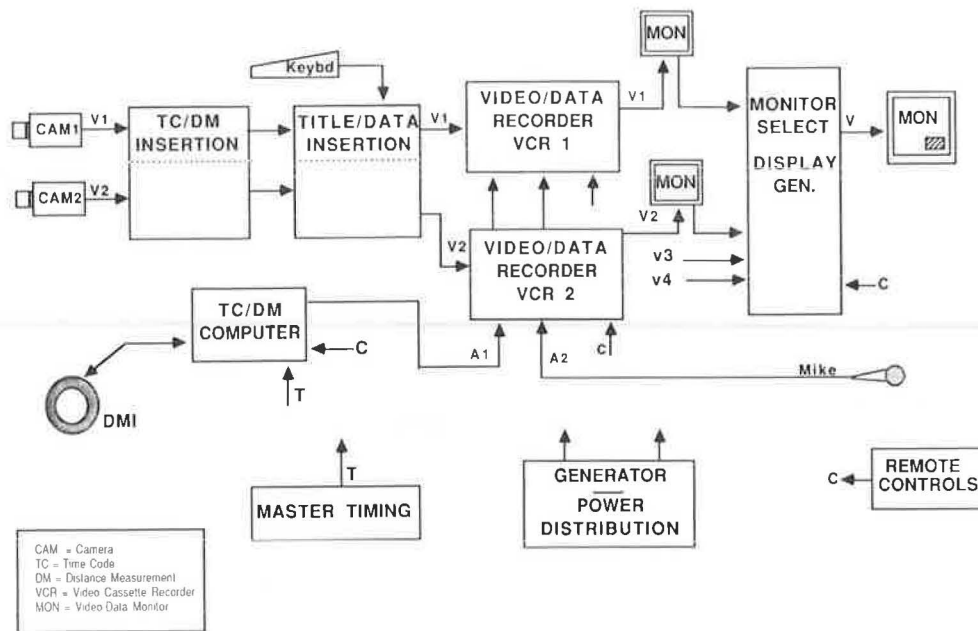 MON
Keybd
V1
VIDEO/DATA
RECORDER
VCR 1
V1
MONITOR
SELECT
DISPLAY
GEN.
V
MON
CAM1
V1
TC/DM
INSERTION
TITLE/DATA
INSERTION
CAM2
V2
MON
V2
V2
VIDEO/DATA
RECORDER
VCR 2
v3
v4
C
TC/DM
COMPUTER
C
T
A1
A2
C
Mike
DMI
T
MASTER TIMING
GENERATOR
POWER
DISTRIBUTION
C
REMOTE
CONTROLS
CAM = Camera
TC = Time Code
DM = Distance Measurement
VCR = Video Cassette Recorder
MON = Video Data Monitor